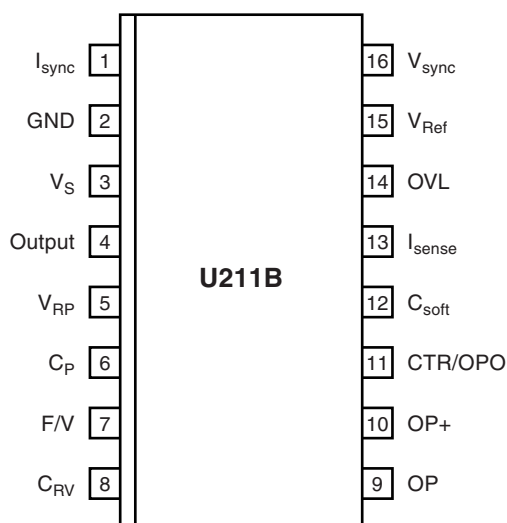 I_sync 1 16 V_sync
GND 2 15 V_Ref
V_S 3 14 OVL
Output 4 13 I_sense
U211B
V_RP 5 12 C_soft
C_P 6 11 CTR/OPO
F/V 7 10 OP+
C_RV 8 9 OP